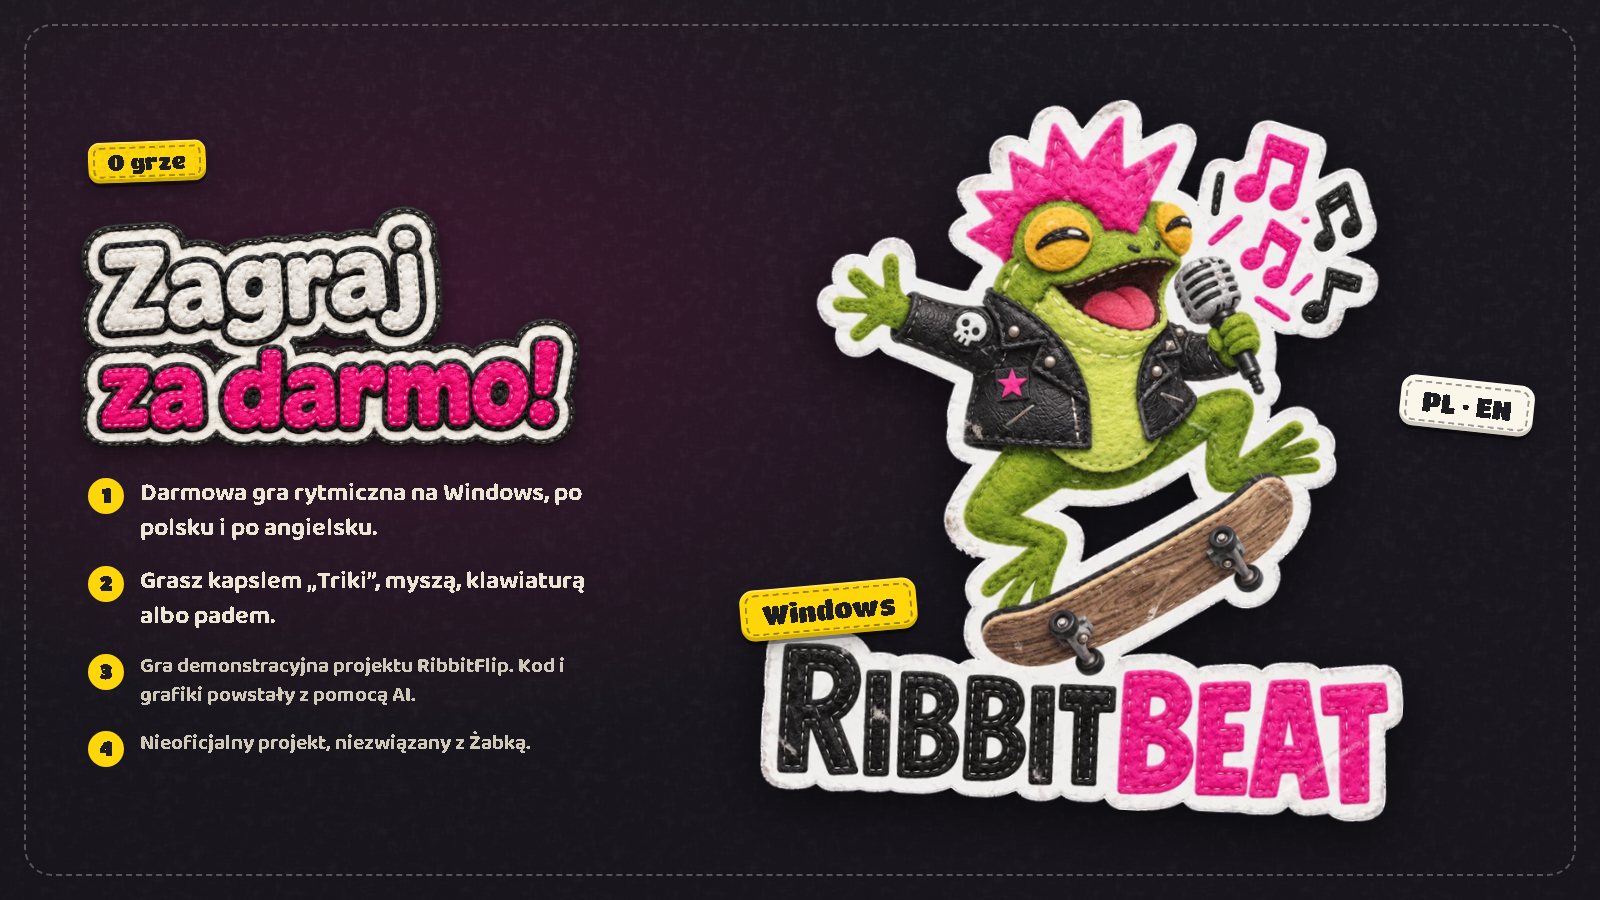 O grze
Zagraj
za darmo!
1 Darmowa gra rytmiczna na Windows, po
polsku i po angielsku.
2 Grasz kapslem „Triki”, myszą, klawiaturą
albo padem.
3 Gra demonstracyjna projektu RibbitFlip. Kod i
grafiki powstały z pomocą AI.
4 Nieoficjalny projekt, niezwiązany z Żabką.
PL · EN
Windows
RIBBITBEAT